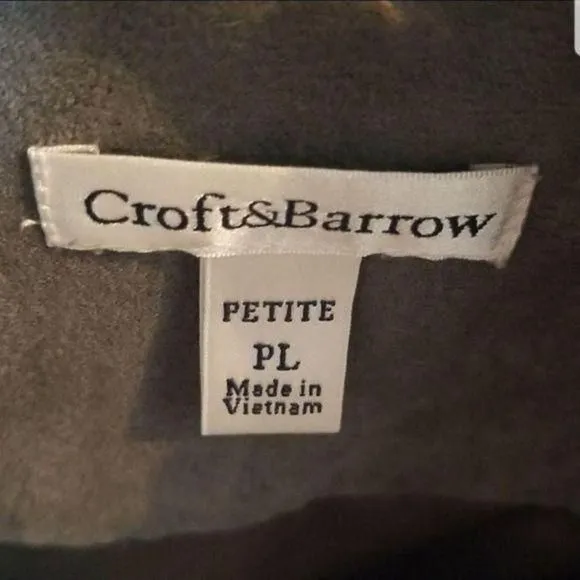 Croft&Barrow
PETITE
PL
Made in
Vietnam